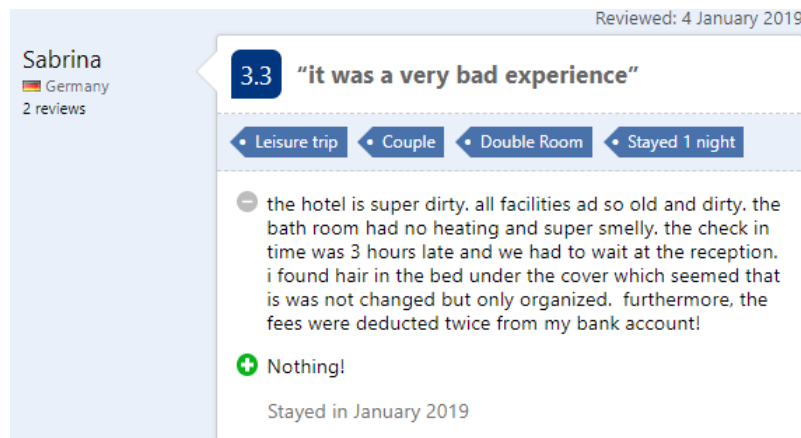 Reviewed: 4 January 2019
Sabrina
Germany
2 reviews
3.3 “it was a very bad experience”
• Leisure trip • Couple • Double Room • Stayed 1 night
the hotel is super dirty. all facilities ad so old and dirty. the
bath room had no heating and super smelly. the check in
time was 3 hours late and we had to wait at the reception.
i found hair in the bed under the cover which seemed that
is was not changed but only organized. furthermore, the
fees were deducted twice from my bank account!
Nothing!
Stayed in January 2019